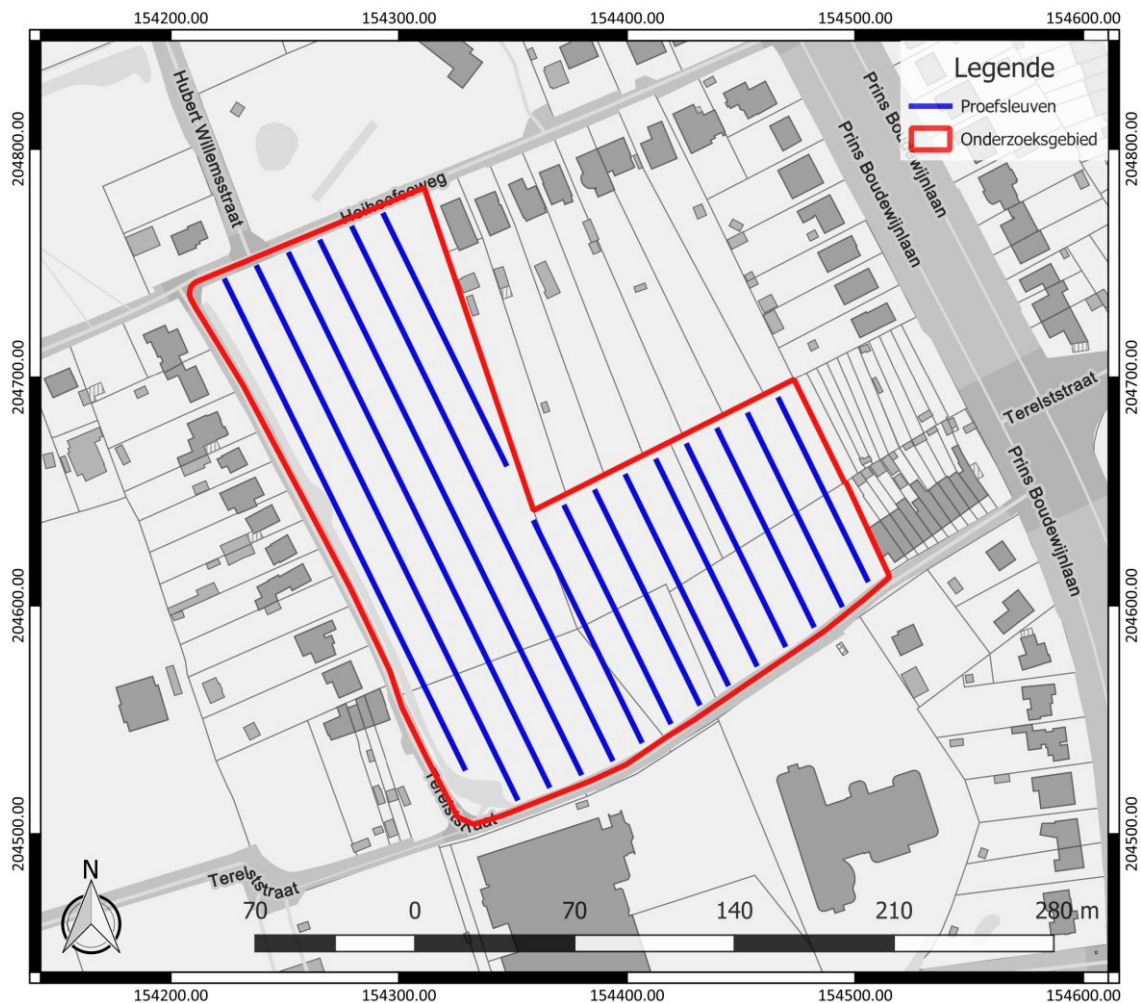 154200.00 154300.00 154400.00 154500.00 154600.00
Legende
Proefsleuven
Onderzoeksgebied
Hubert Willemsstraat
Prins Boudewijnlaan
Prins Boudewijnlaan
204800.00
204800.00
204700.00
204700.00
Terelststraat
Prins Boudewijnlaan
204600.00
204600.00
Terelststraat
204500.00
204500.00
Terelststraat
N
70 0 70 140 210 280 m
154200.00 154300.00 154400.00 154500.00 154600.00